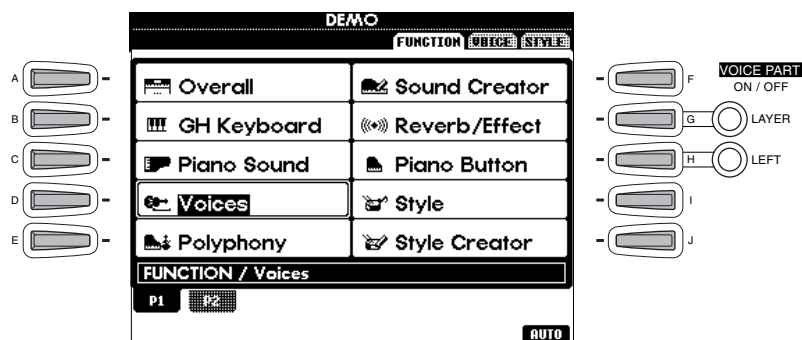 DEMO
FUNCTION VOICE STYLE
A Overall Sound Creator F VOICE PART
ON / OFF
B GH Keyboard Reverb/Effect G LAYER
C Piano Sound Piano Button H LEFT
D Voices Style I
E Polyphony Style Creator J
FUNCTION / Voices
P1 P2
AUTO